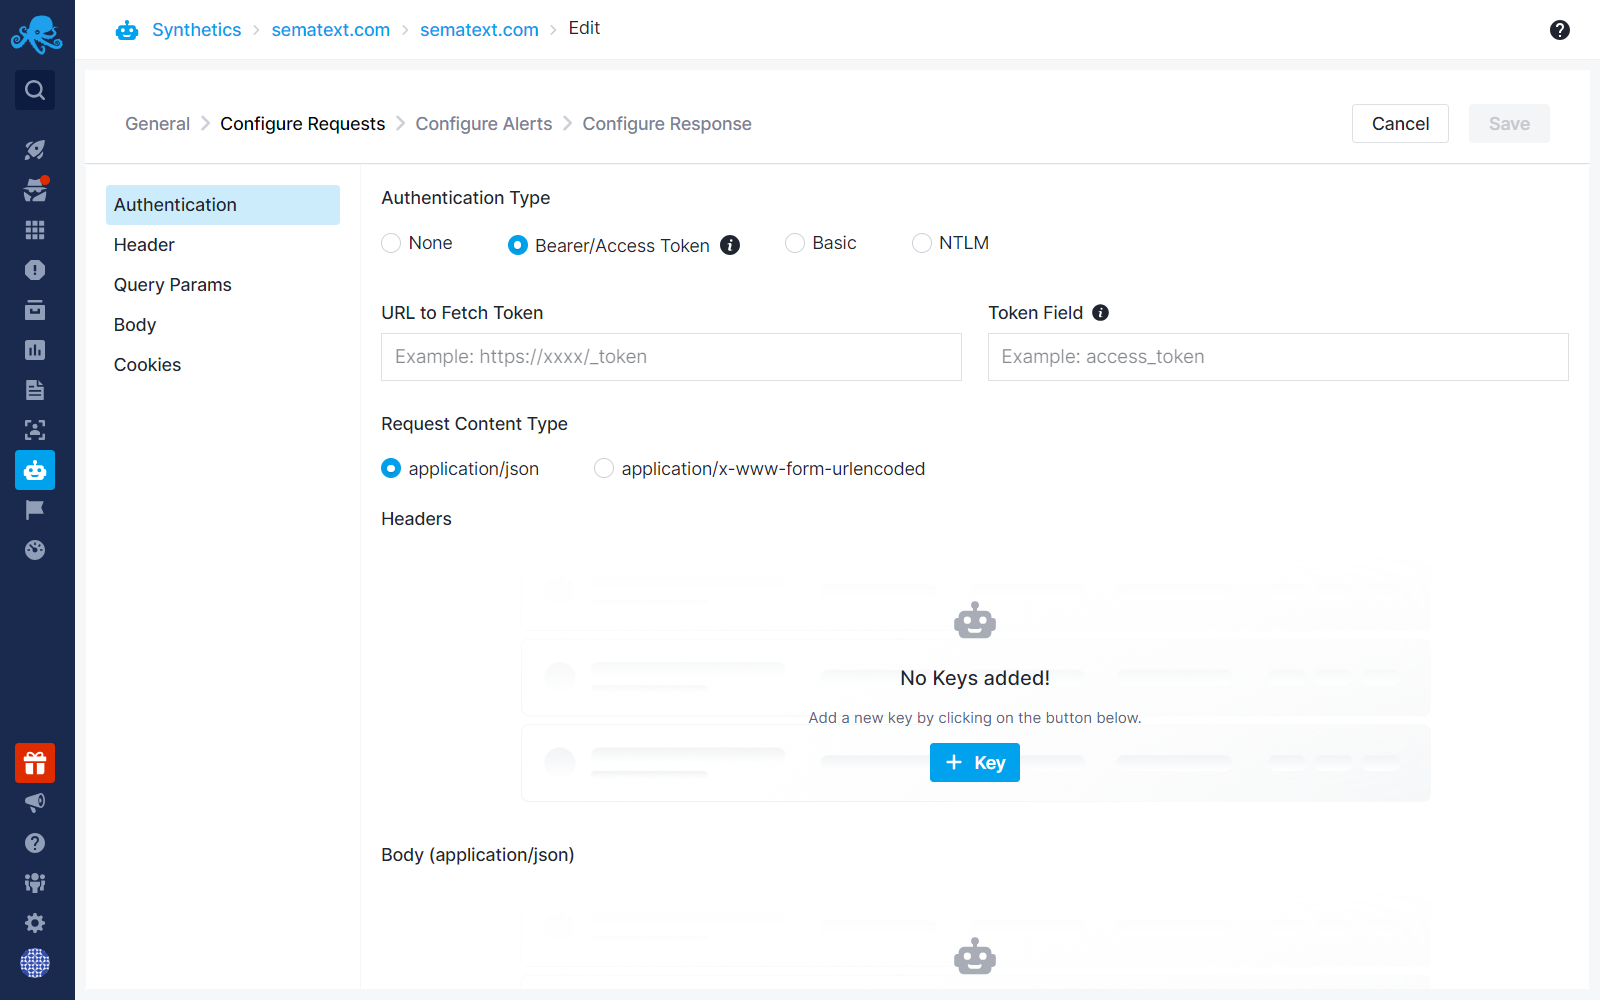 Synthetics > sematext.com > sematext.com > Edit
General > Configure Requests > Configure Alerts > Configure Response
Cancel
Save
Authentication
Header
Query Params
Body
Cookies
Authentication Type
None
Bearer/Access Token
Basic
NTLM
URL to Fetch Token
Token Field
Example: https://xxxx/_token
Example: access_token
Request Content Type
application/json
application/x-www-form-urlencoded
Headers
No Keys added!
Add a new key by clicking on the button below.
+ Key
Body (application/json)